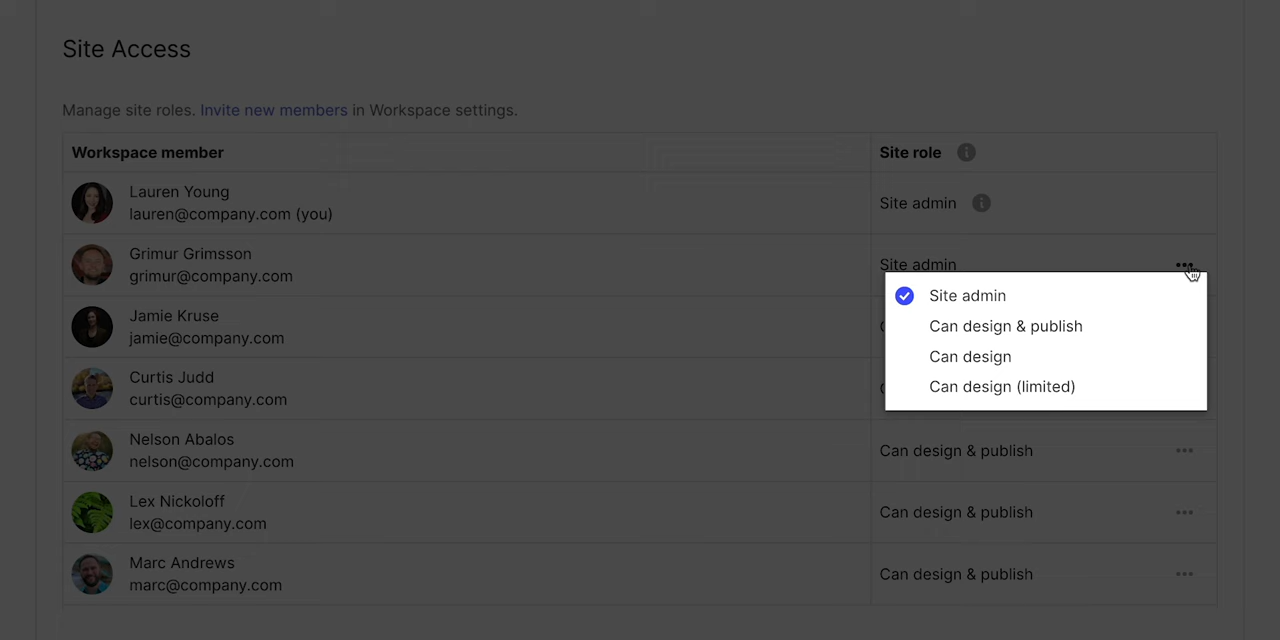 Site Access
Manage site roles. Invite new members in Workspace settings.
Workspace member
Site role
Lauren Young
lauren@company.com (you)
Site admin
Grimur Grimsson
grimur@company.com
Site admin
Site admin
Can design & publish
Can design
Can design (limited)
Jamie Kruse
jamie@company.com
Curtis Judd
curtis@company.com
Nelson Abalos
nelson@company.com
Can design & publish
Lex Nickoloff
lex@company.com
Can design & publish
Marc Andrews
marc@company.com
Can design & publish